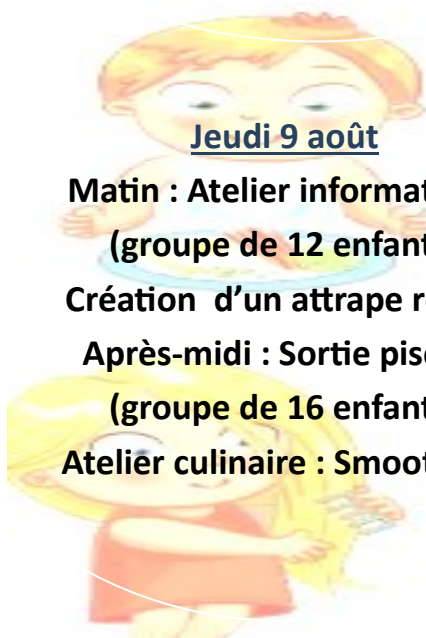 Jeudi 9 août
Matin : Atelier informat
(groupe de 12 enfant
Création d’un attrape r
Après-midi : Sortie pis
(groupe de 16 enfant
Atelier culinaire : Smoot